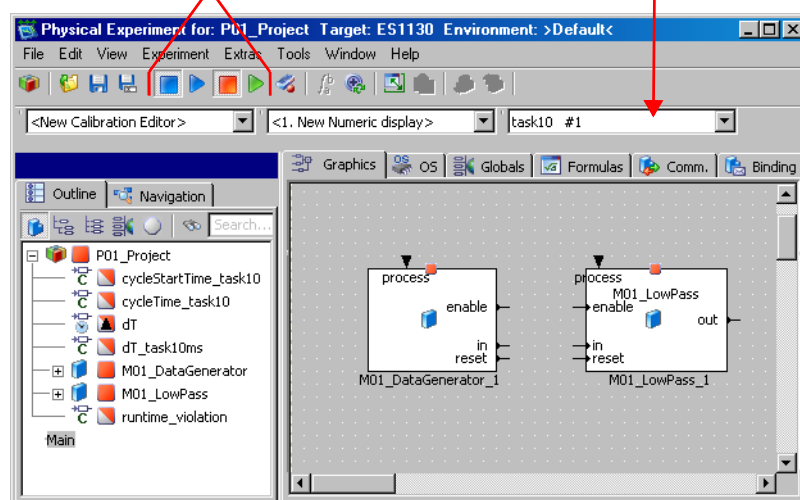 Physical Experiment for: P01_Project Target: ES1130 Environment: >Default<
File Edit View Experiment Extras Tools Window Help
<New Calibration Editor> <1. New Numeric display> task10 #1
Graphics OS Globals Formulas Comm. Binding
Outline Navigation
Search...
P01_Project
cycleStartTime_task10
cycleTime_task10
dT
dT_task10ms
M01_DataGenerator
M01_LowPass
runtime_violation
Main
process
enable
in
reset
M01_DataGenerator_1
process
M01_LowPass
enable
out
in
reset
M01_LowPass_1